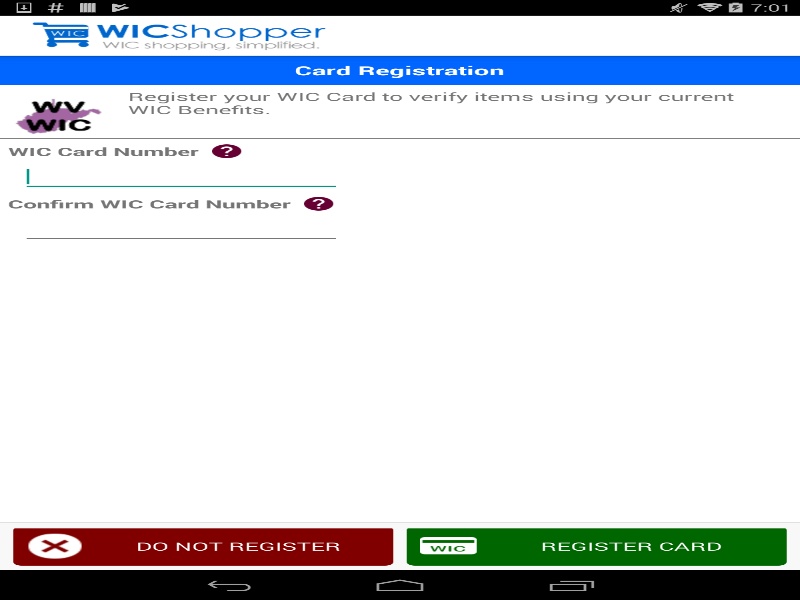 7:01
WIC WICShopper
WIC shopping, simplified.
Card Registration
WV
WIC
Register your WIC Card to verify items using your current
WIC Benefits.
WIC Card Number ?
Confirm WIC Card Number ?
DO NOT REGISTER
WIC REGISTER CARD